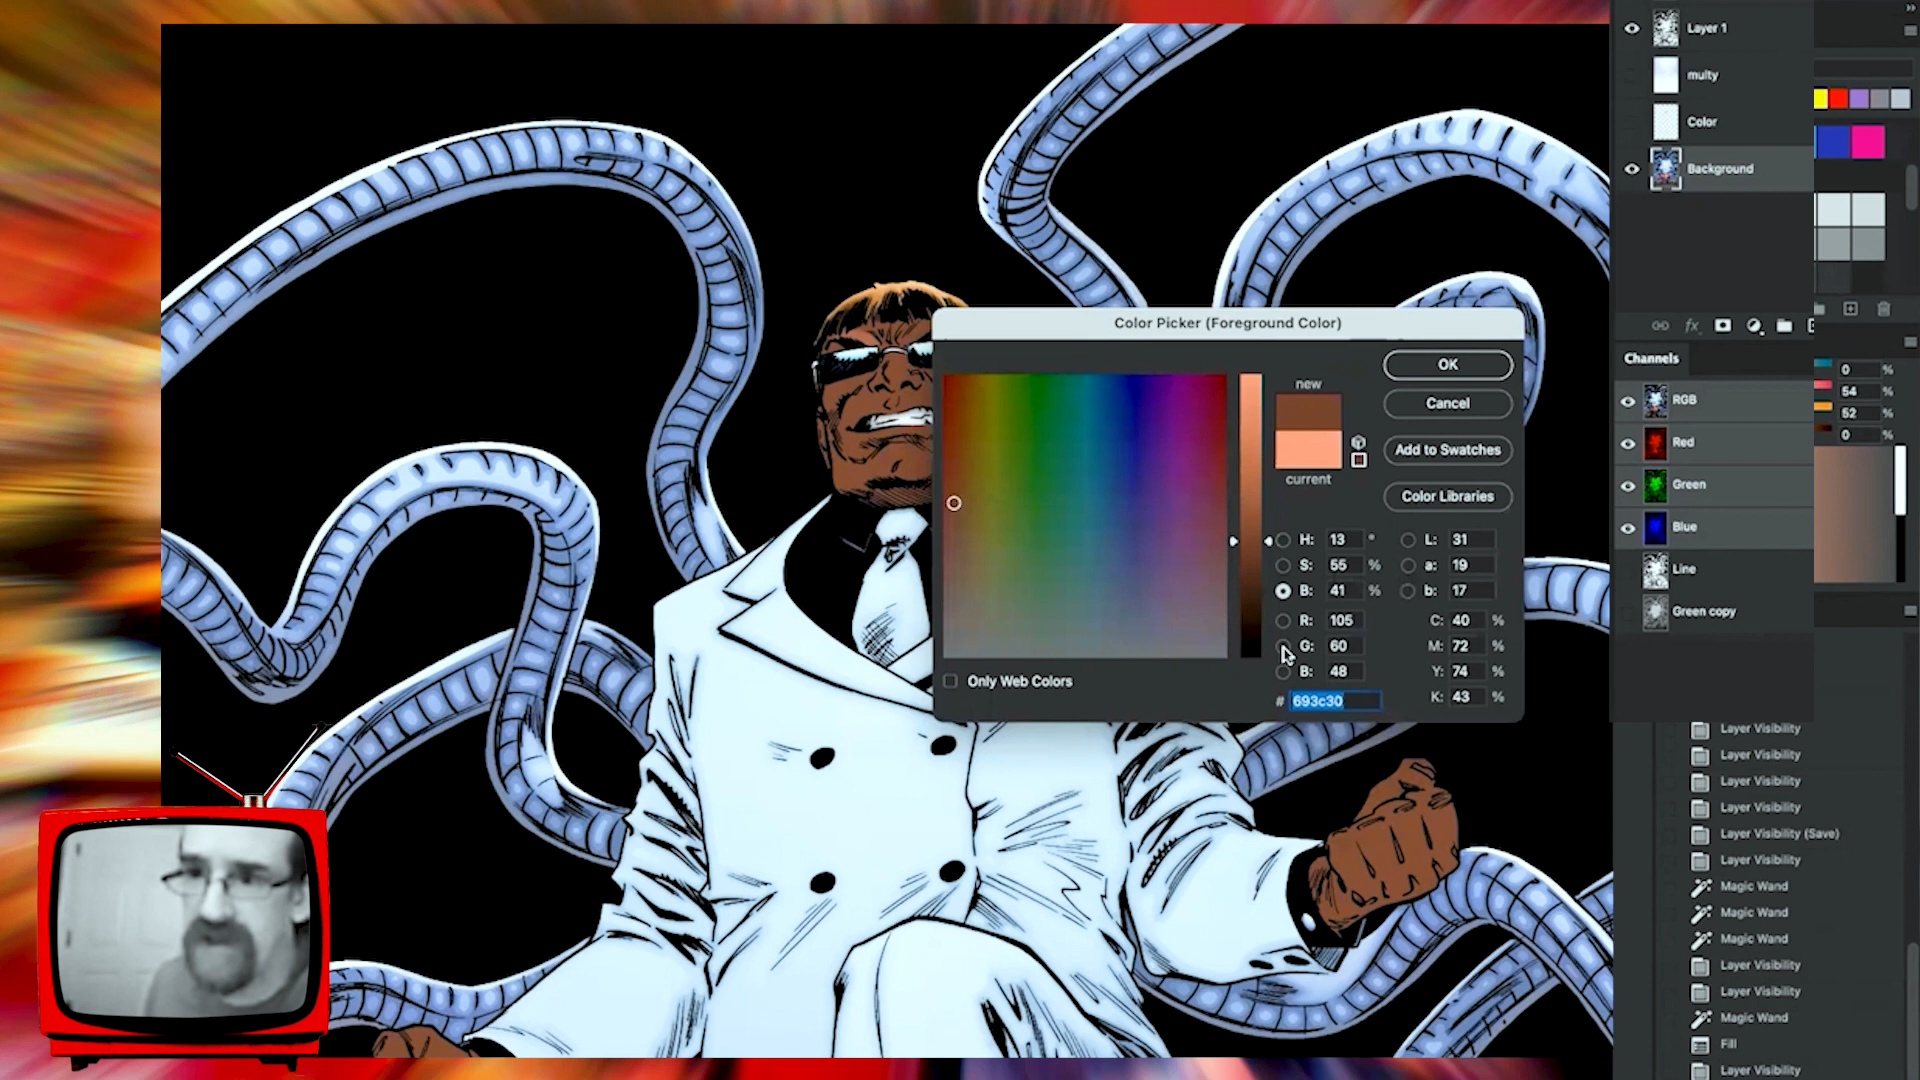 Layer 1
multy
Color
Background
fx
Channels
RGB
Red
Green
Blue
Line
Green copy
0 %
54 %
52 %
0 %
Color Picker (Foreground Color)
new
current
OK
Cancel
Add to Swatches
Color Libraries
H: 13 °
S: 55 %
B: 41 %
R: 105
G: 60
B: 48
# 693c30
L: 31
a: 19
b: 17
C: 40 %
M: 72 %
Y: 74 %
K: 43 %
Only Web Colors
Layer Visibility
Layer Visibility
Layer Visibility
Layer Visibility
Layer Visibility (Save)
Layer Visibility
Magic Wand
Magic Wand
Magic Wand
Layer Visibility
Layer Visibility
Magic Wand
Fill
Layer Visibility